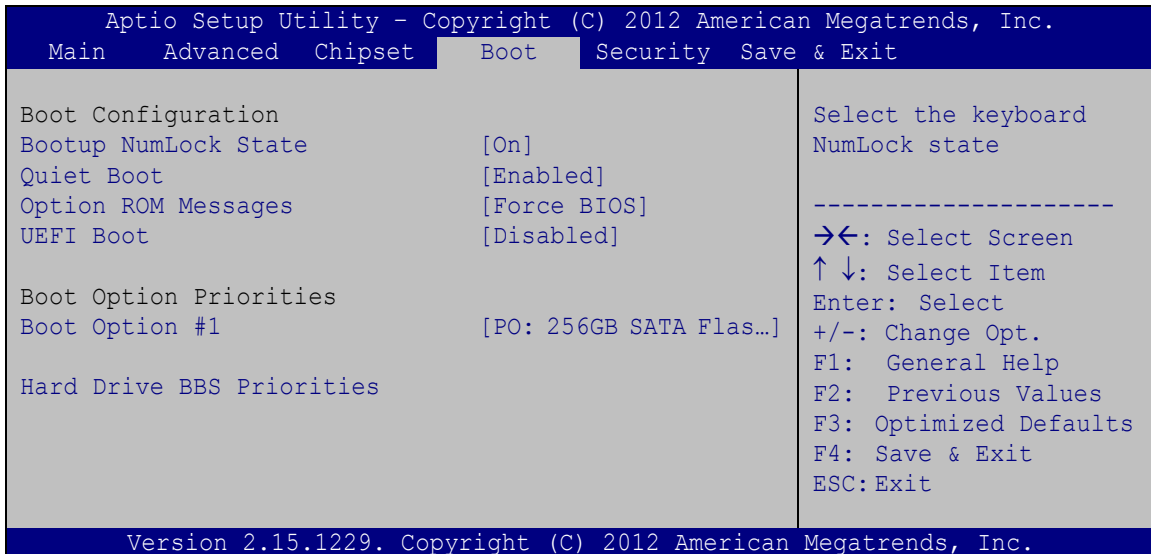 Aptio Setup Utility – Copyright (C) 2012 American Megatrends, Inc.
Main Advanced Chipset Boot Security Save & Exit
Boot Configuration
Bootup NumLock State [On]
Quiet Boot [Enabled]
Option ROM Messages [Force BIOS]
UEFI Boot [Disabled]
Boot Option Priorities
Boot Option #1 [PO: 256GB SATA Flas…]
Hard Drive BBS Priorities
Select the keyboard
NumLock state
---------------------
→←: Select Screen
↑ ↓: Select Item
Enter: Select
+/-: Change Opt.
F1: General Help
F2: Previous Values
F3: Optimized Defaults
F4: Save & Exit
ESC: Exit
Version 2.15.1229. Copyright (C) 2012 American Megatrends, Inc.